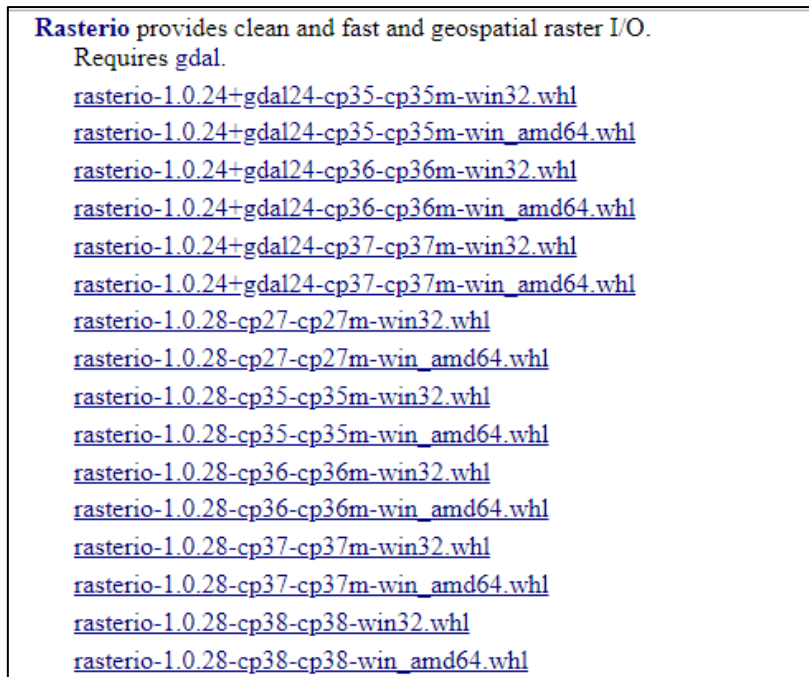 Rasterio provides clean and fast and geospatial raster I/O.
Requires gdal.
rasterio-1.0.24+gdal24-cp35-cp35m-win32.whl
rasterio-1.0.24+gdal24-cp35-cp35m-win_amd64.whl
rasterio-1.0.24+gdal24-cp36-cp36m-win32.whl
rasterio-1.0.24+gdal24-cp36-cp36m-win_amd64.whl
rasterio-1.0.24+gdal24-cp37-cp37m-win32.whl
rasterio-1.0.24+gdal24-cp37-cp37m-win_amd64.whl
rasterio-1.0.28-cp27-cp27m-win32.whl
rasterio-1.0.28-cp27-cp27m-win_amd64.whl
rasterio-1.0.28-cp35-cp35m-win32.whl
rasterio-1.0.28-cp35-cp35m-win_amd64.whl
rasterio-1.0.28-cp36-cp36m-win32.whl
rasterio-1.0.28-cp36-cp36m-win_amd64.whl
rasterio-1.0.28-cp37-cp37m-win32.whl
rasterio-1.0.28-cp37-cp37m-win_amd64.whl
rasterio-1.0.28-cp38-cp38-win32.whl
rasterio-1.0.28-cp38-cp38-win_amd64.whl